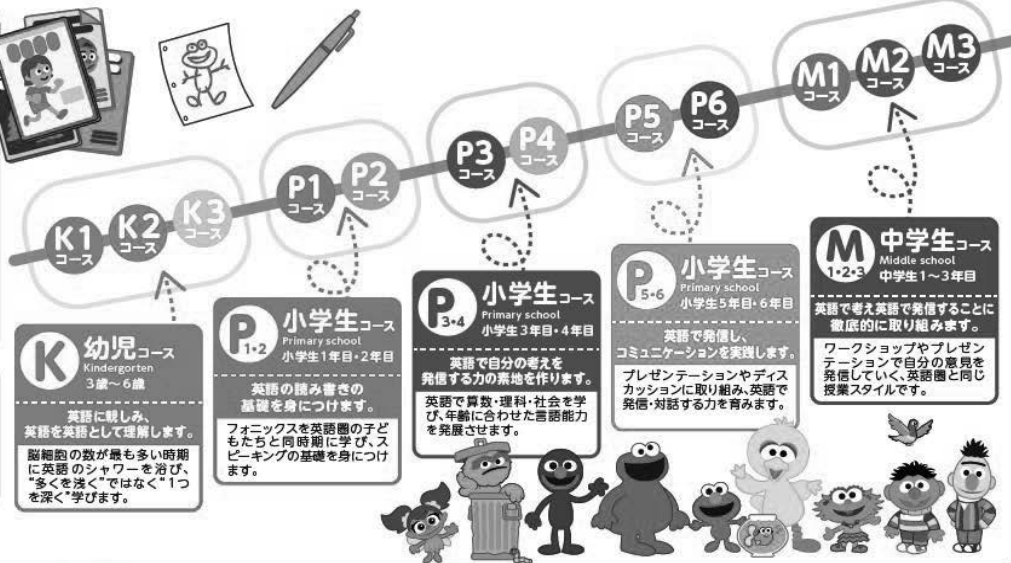 K1
コース
K2
コース
K3
コース
P1
コース
P2
コース
P3
コース
P4
コース
P5
コース
P6
コース
M1
コース
M2
コース
M3
コース
K
幼児コース
Kindergorten
3歳～6歳
英語に親しみ、
英語を英語として理解します。
脳細胞の数が最も多い時期
に英語のシャワーを浴び、
“多くを浅く”ではなく“1つ
を深く”学びます。
P
1・2
小学生コース
Primary school
小学生1年目・2年目
英語の読み書きの
基礎を身につけます。
フォニックスを英語圏の子ど
もたちと同時期に学び、ス
ピーキングの基礎を身につけ
ます。
P
3・4
小学生コース
Primary school
小学生3年目・4年目
英語で自分の考えを
発信する力の素地を作ります。
英語で算数・理科・社会を学
び、年齢に合わせた言語能力
を発展させます。
P
5・6
小学生コース
Primary school
小学生5年目・6年目
英語で発信し、
コミュニケーションを実践します。
プレゼンテーションやディス
カッションに取り組み、英語で
発信・対話する力を育みます。
M
1・2・3
中学生コース
Middle school
中学生1～3年目
英語で考え英語で発信することに
徹底的に取り組みます。
ワークショップやプレゼン
テーションで自分の意見を
発信していく、英語圏と同じ
授業スタイルです。